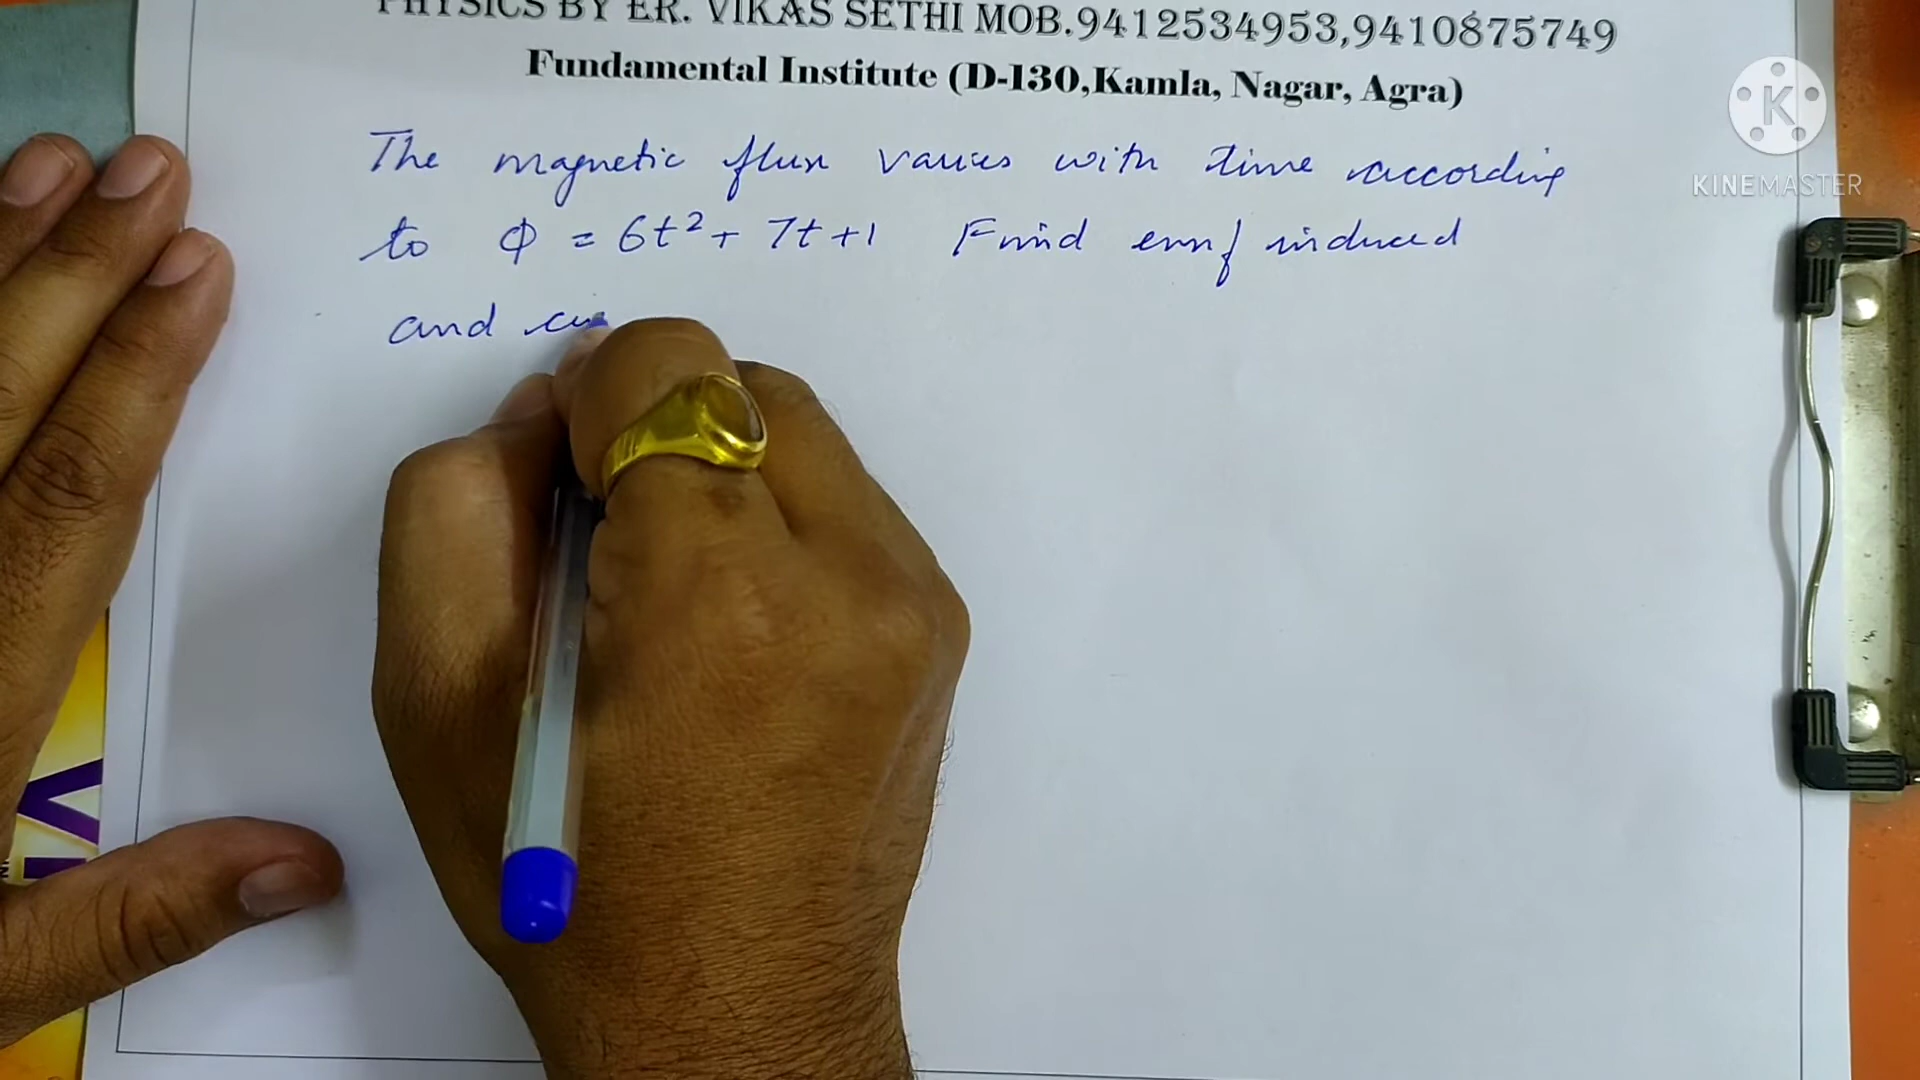 PHYSICS BY ER. VIKAS SETHI MOB.9412534953,9410875749
Fundamental Institute (D-130,Kamla, Nagar, Agra)
K
KINEMASTER
The magnetic flux varies with time according
to Φ = 6t² + 7t + 1 Find emf induced
and